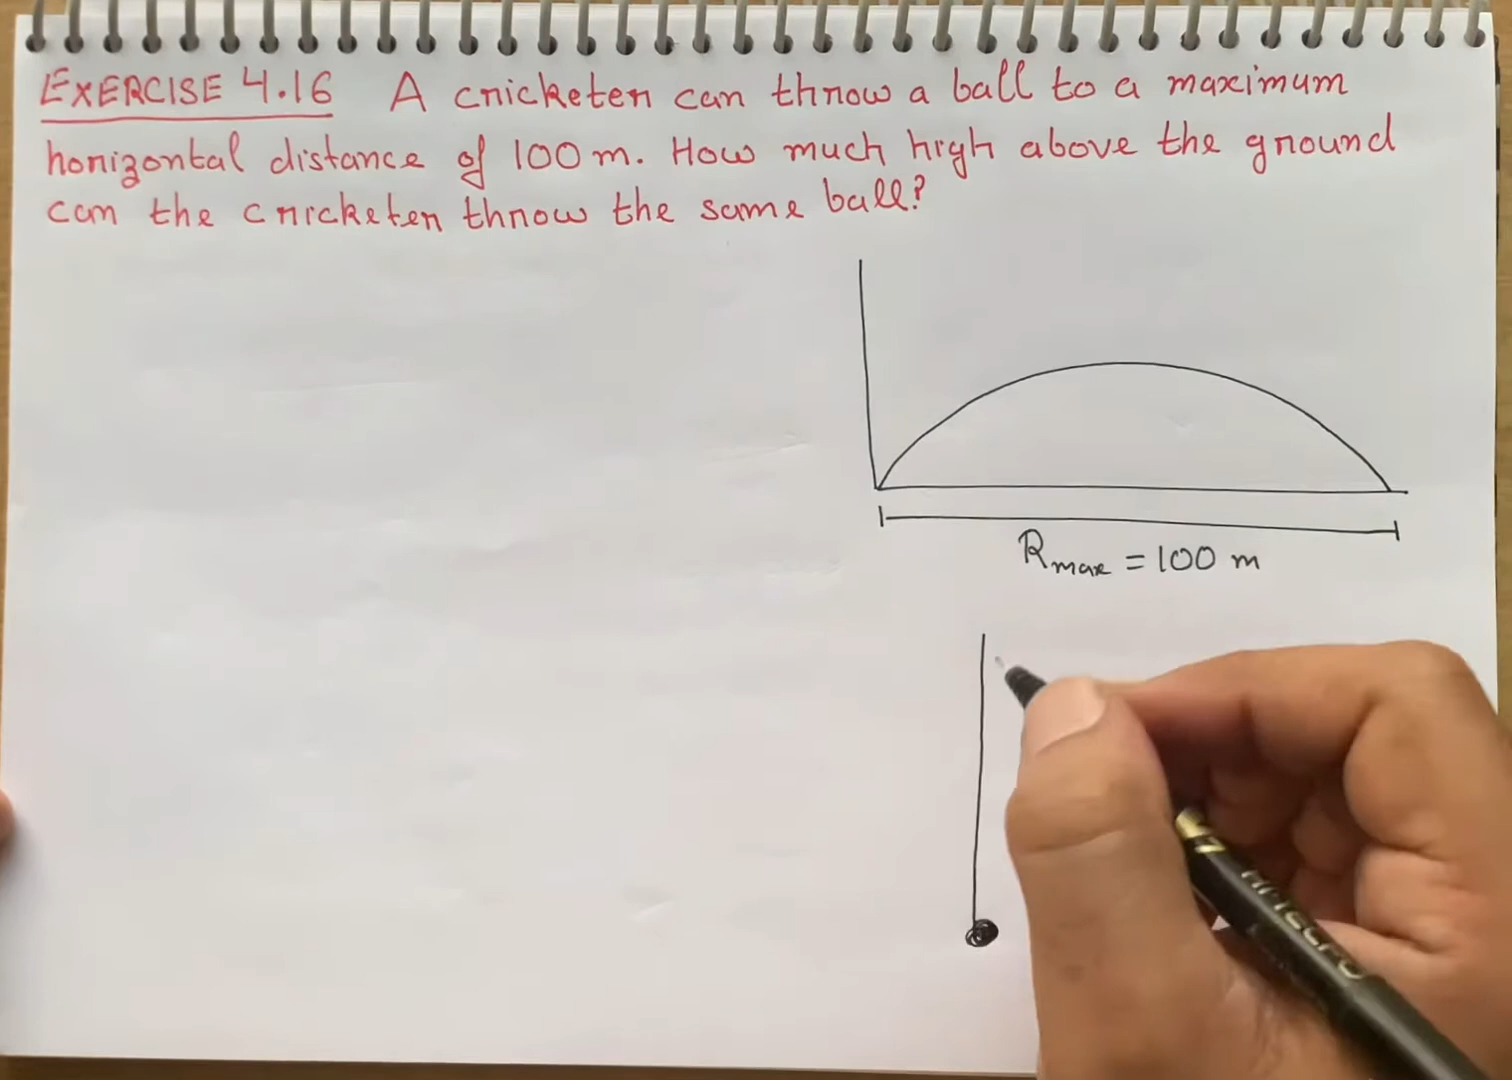 EXERCISE 4.16 A cricketer can throw a ball to a maximum
horizontal distance of 100 m. How much high above the ground
can the cricketer throw the same ball?
Rmax = 100 m